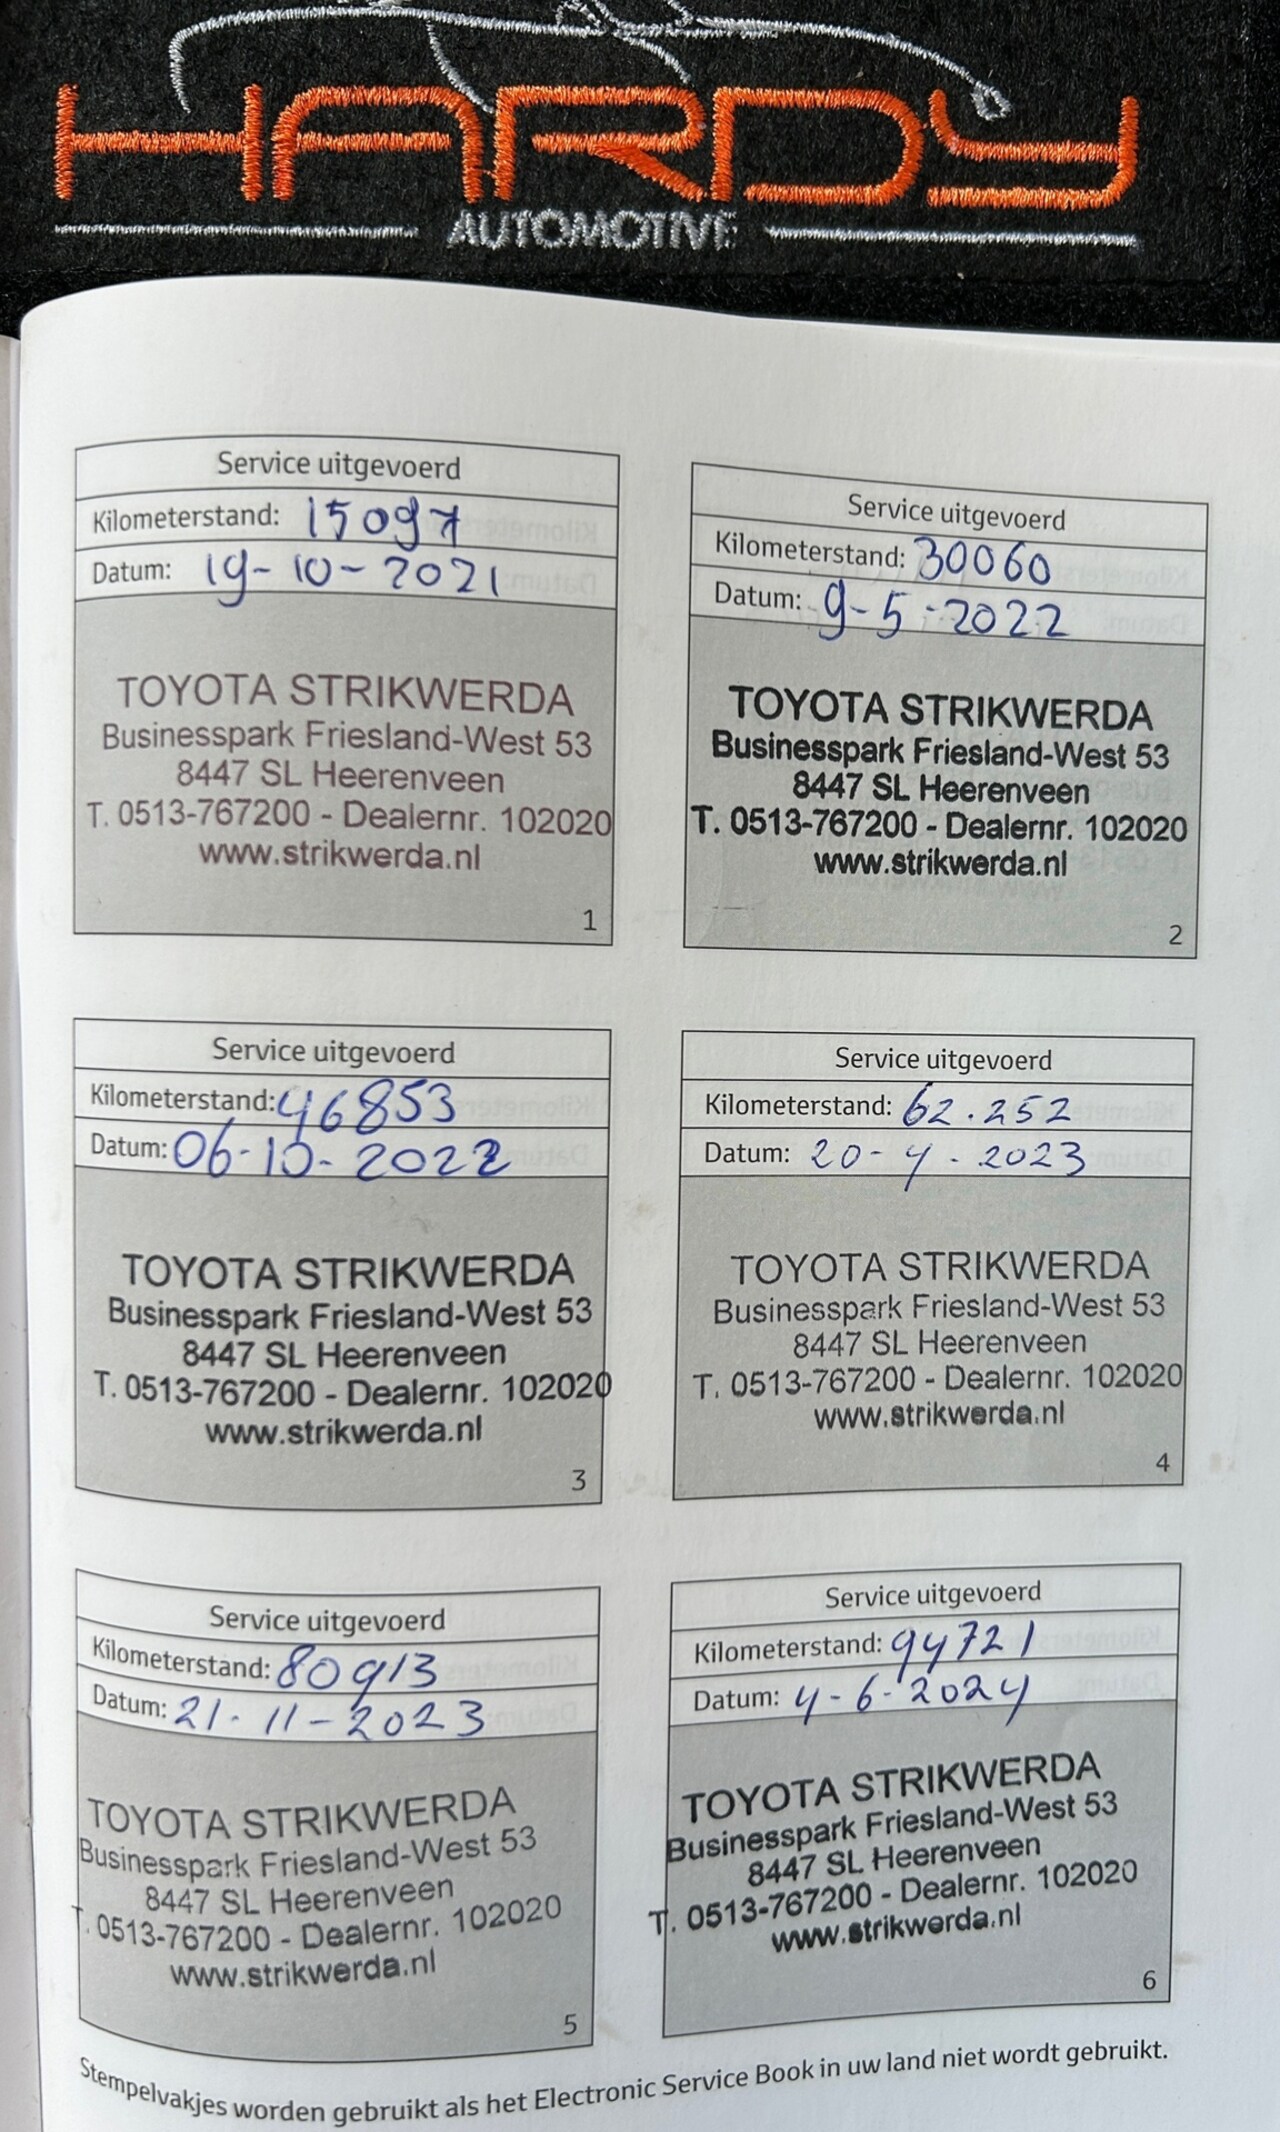 HARDY
AUTOMOTIVE
Service uitgevoerd
Kilometerstand: 15097
Datum: 19-10-2021
TOYOTA STRIKWERDA
Businesspark Friesland-West 53
8447 SL Heerenveen
T. 0513-767200 - Dealernr. 102020
www.strikwerda.nl
1
Service uitgevoerd
Kilometerstand: 30060
Datum: 9-5-2022
TOYOTA STRIKWERDA
Businesspark Friesland-West 53
8447 SL Heerenveen
T. 0513-767200 - Dealernr. 102020
www.strikwerda.nl
2
Service uitgevoerd
Kilometerstand: 46853
Datum: 06-10-2022
TOYOTA STRIKWERDA
Businesspark Friesland-West 53
8447 SL Heerenveen
T. 0513-767200 - Dealernr. 102020
www.strikwerda.nl
3
Service uitgevoerd
Kilometerstand: 62.252
Datum: 20-4-2023
TOYOTA STRIKWERDA
Businesspark Friesland-West 53
8447 SL Heerenveen
T. 0513-767200 - Dealernr. 102020
www.strikwerda.nl
4
Service uitgevoerd
Kilometerstand: 80913
Datum: 21-11-2023
TOYOTA STRIKWERDA
Businesspark Friesland-West 53
8447 SL Heerenveen
T. 0513-767200 - Dealernr. 102020
www.strikwerda.nl
5
Service uitgevoerd
Kilometerstand: 94721
Datum: 4-6-2024
TOYOTA STRIKWERDA
Businesspark Friesland-West 53
8447 SL Heerenveen
T. 0513-767200 - Dealernr. 102020
www.strikwerda.nl
6
Stempelvakjes worden gebruikt als het Electronic Service Book in uw land niet wordt gebruikt.